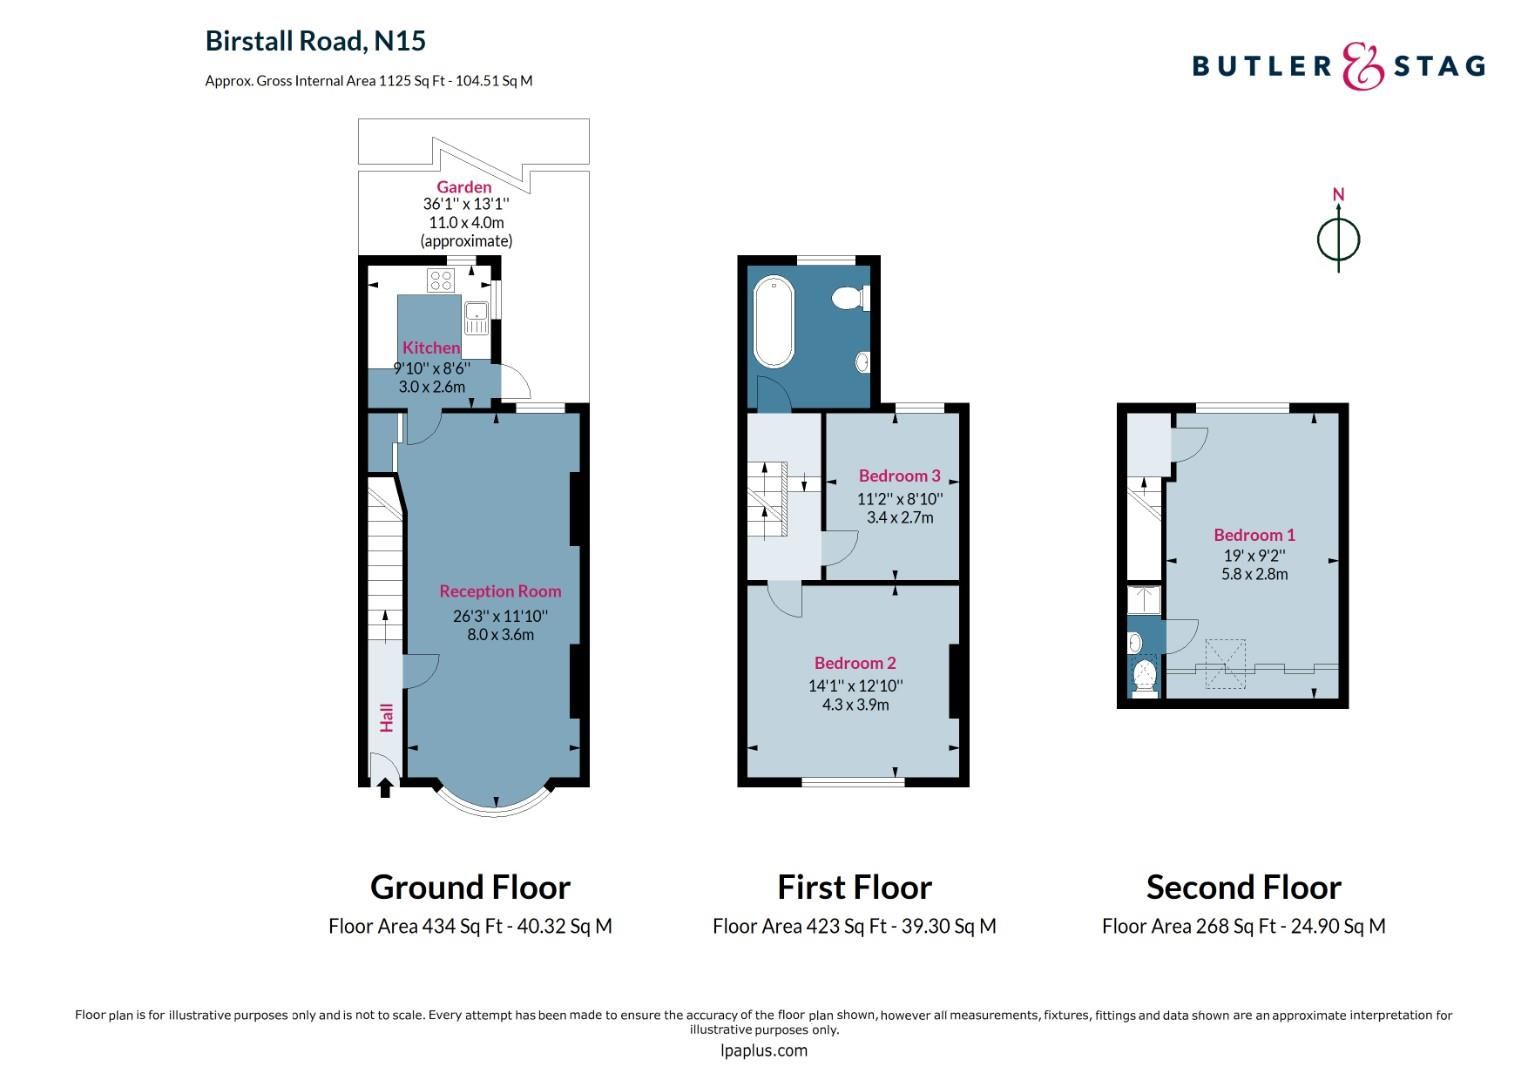 Birstall Road, N15
Approx. Gross Internal Area 1125 Sq Ft - 104.51 Sq M
BUTLER & STAG
N
Garden
36'1" x 13'1"
11.0 x 4.0m
(approximate)
Kitchen
9'10" x 8'6"
3.0 x 2.6m
Reception Room
26'3" x 11'10"
8.0 x 3.6m
Hall
Bedroom 3
11'2" x 8'10"
3.4 x 2.7m
Bedroom 2
14'1" x 12'10"
4.3 x 3.9m
Bedroom 1
19' x 9'2"
5.8 x 2.8m
Ground Floor
Floor Area 434 Sq Ft - 40.32 Sq M
First Floor
Floor Area 423 Sq Ft - 39.30 Sq M
Second Floor
Floor Area 268 Sq Ft - 24.90 Sq M
Floor plan is for illustrative purposes only and is not to scale. Every attempt has been made to ensure the accuracy of the floor plan shown, however all measurements, fixtures, fittings and data shown are an approximate interpretation for
illustrative purposes only.
lpaplus.com